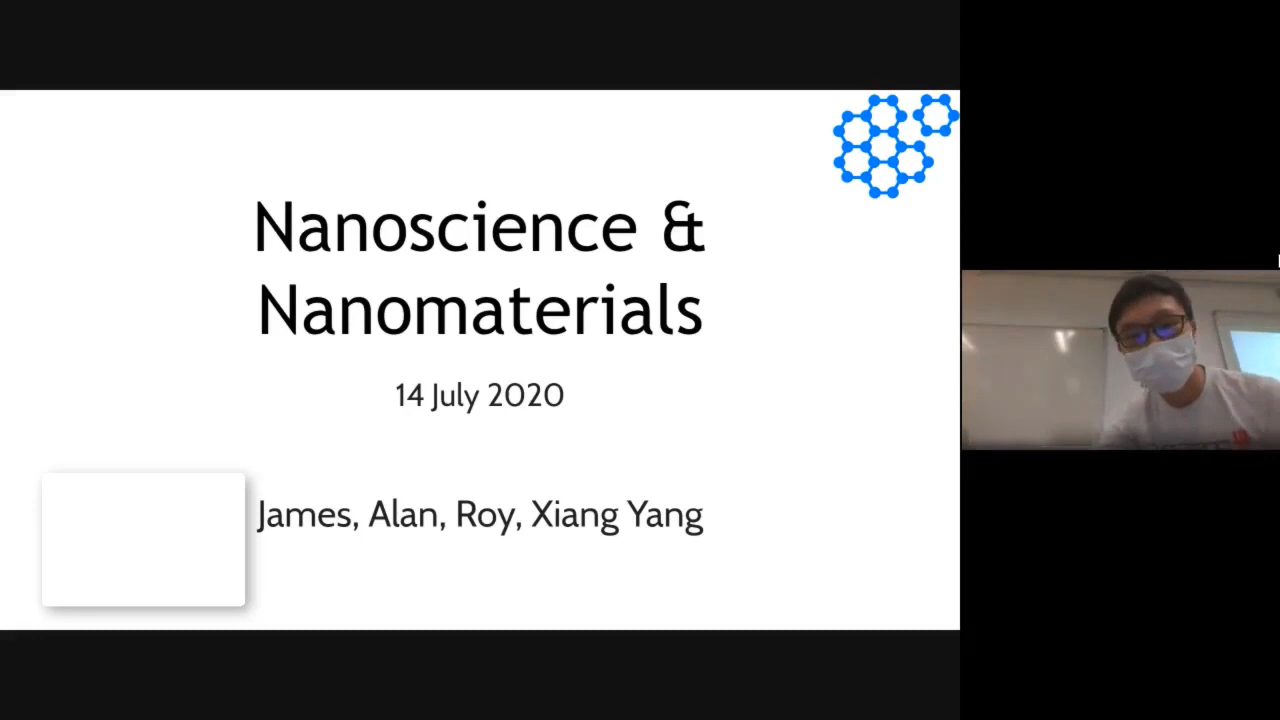 Nanoscience &
Nanomaterials
14 July 2020
James, Alan, Roy, Xiang Yang